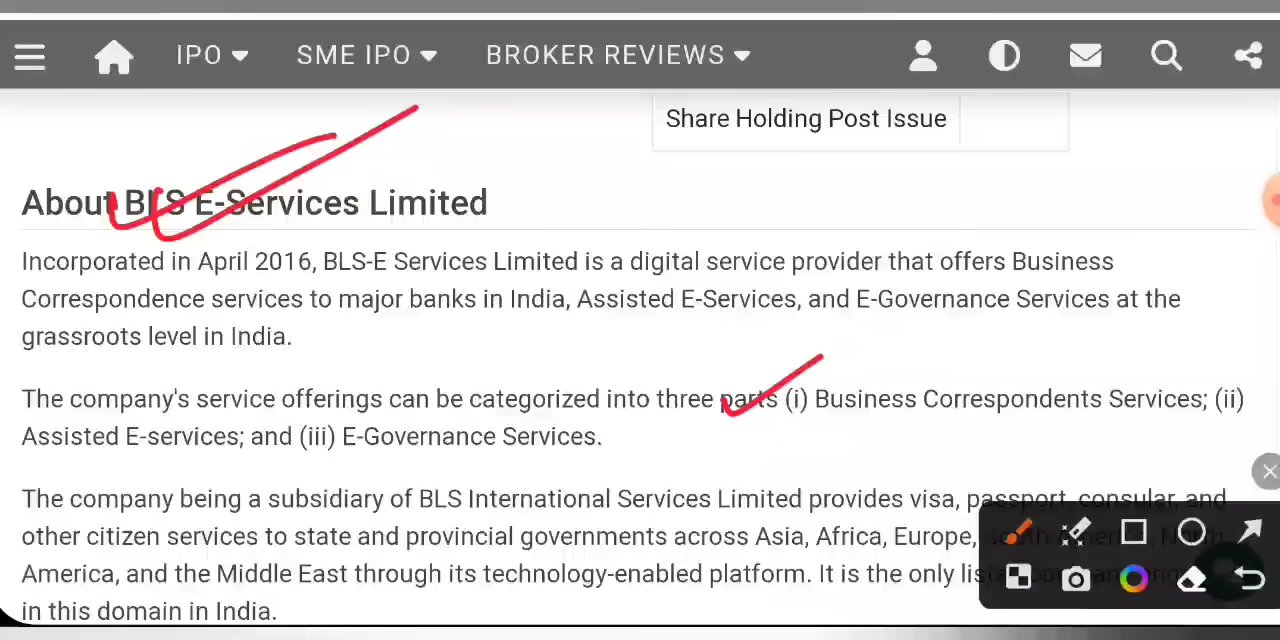 IPO SME IPO BROKER REVIEWS
Share Holding Post Issue
About BLS E-Services Limited
Incorporated in April 2016, BLS-E Services Limited is a digital service provider that offers Business
Correspondence services to major banks in India, Assisted E-Services, and E-Governance Services at the
grassroots level in India.
The company's service offerings can be categorized into three parts (i) Business Correspondents Services; (ii)
Assisted E-services; and (iii) E-Governance Services.
The company being a subsidiary of BLS International Services Limited provides visa, passport, consular, and
other citizen services to state and provincial governments across Asia, Africa, Europe, South America, North
America, and the Middle East through its technology-enabled platform. It is the only
in this domain in India.